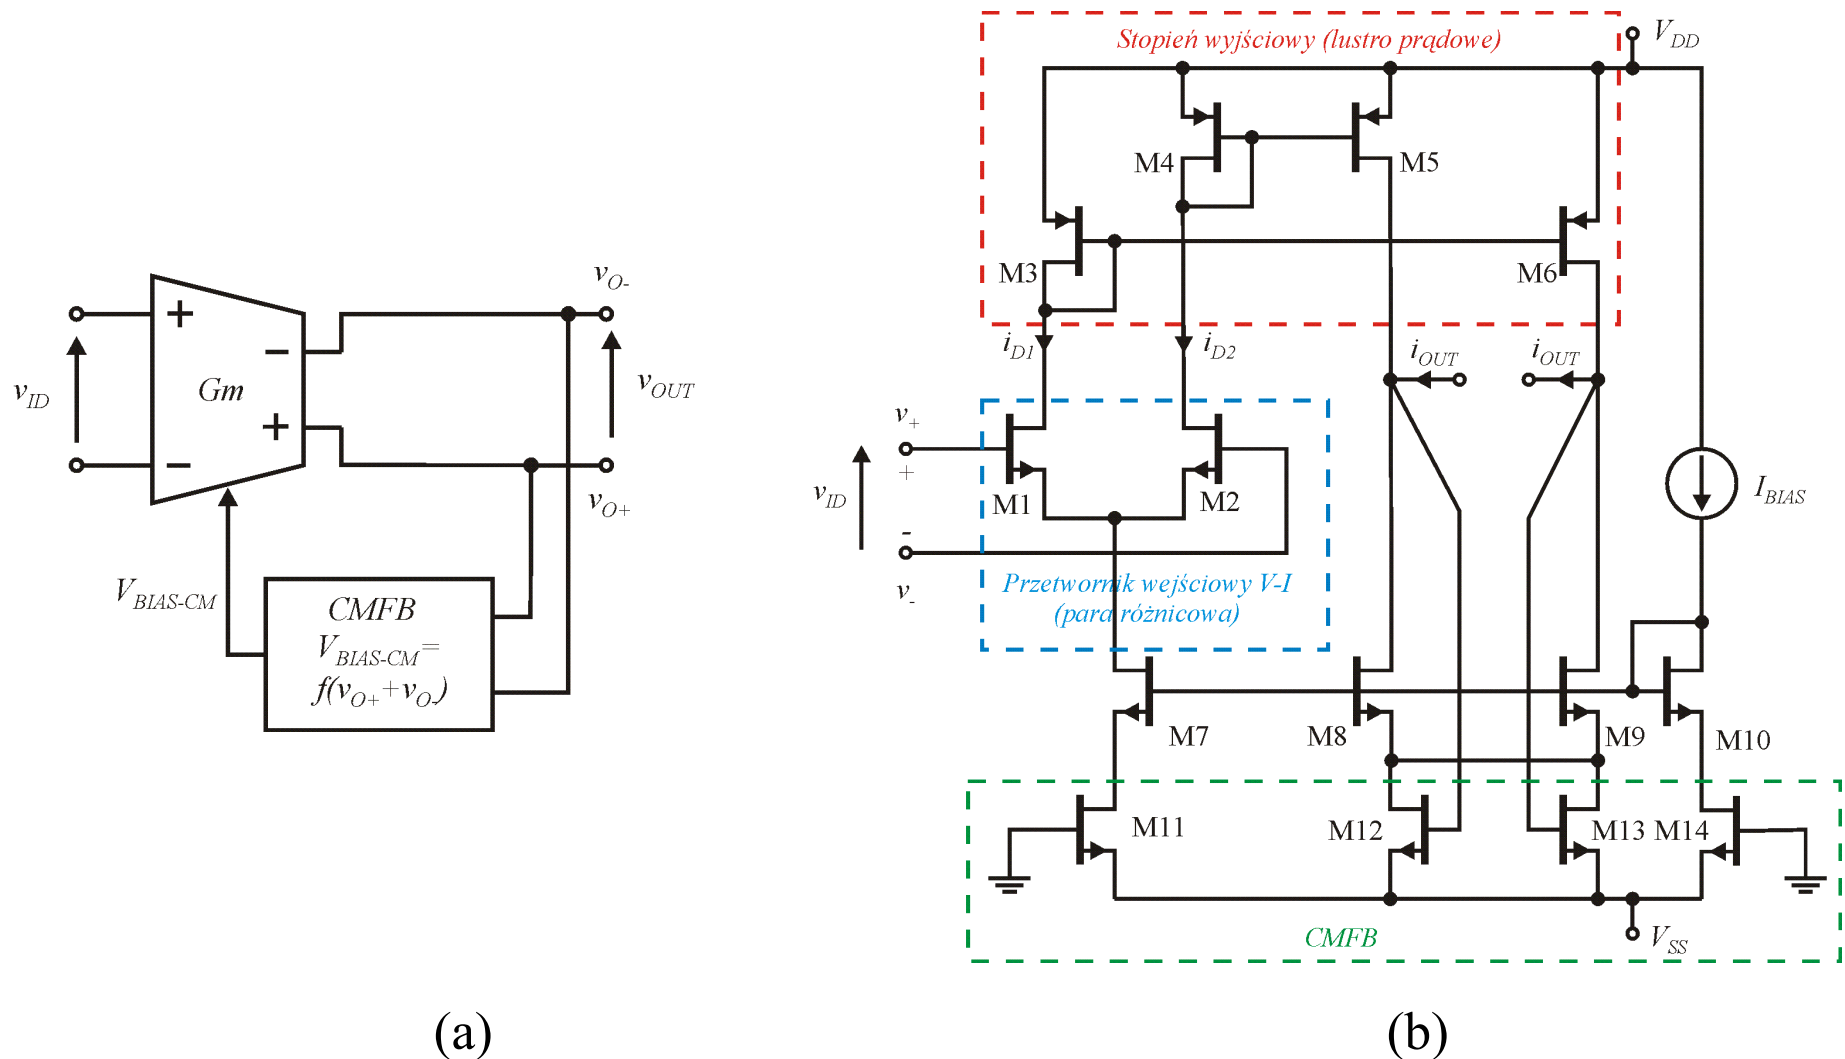 v_O-
+
-
Gm
+
-
v_ID
v_OUT
v_O+
V_BIAS-CM
CMFB
V_BIAS-CM=
f(v_O+ +v_O-)
(a)
Stopień wyjściowy (lustro prądowe)
V_DD
M4
M5
M3
M6
i_D1
i_D2
i_OUT
i_OUT
v_+
+
v_ID
-
v_-
M1
M2
I_BIAS
Przetwornik wejściowy V-I
(para różnicowa)
M7
M8
M9
M10
M11
M12
M13
M14
CMFB
V_SS
(b)